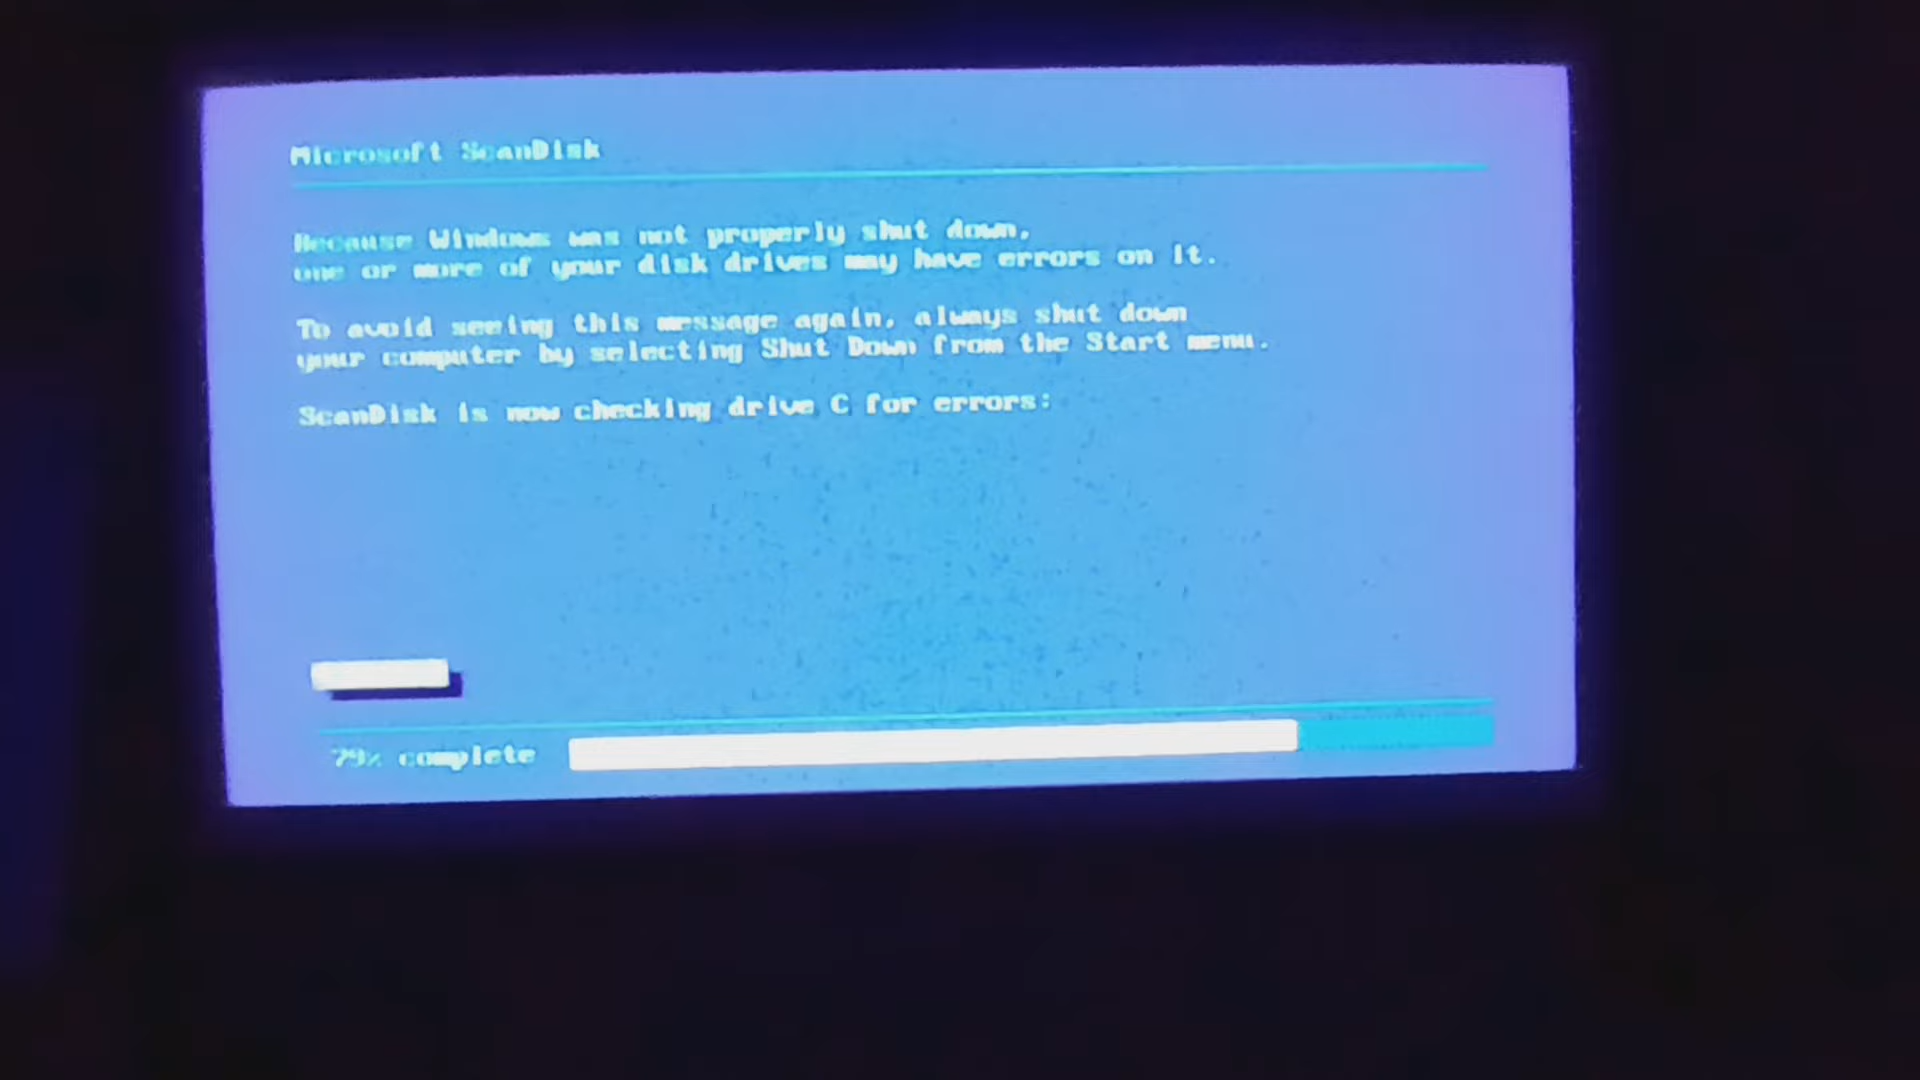 Microsoft ScanDisk
Because Windows was not properly shut down,
one or more of your disk drives may have errors on it.
To avoid seeing this message again, always shut down
your computer by selecting Shut Down from the Start menu.
ScanDisk is now checking drive C for errors:
79% complete